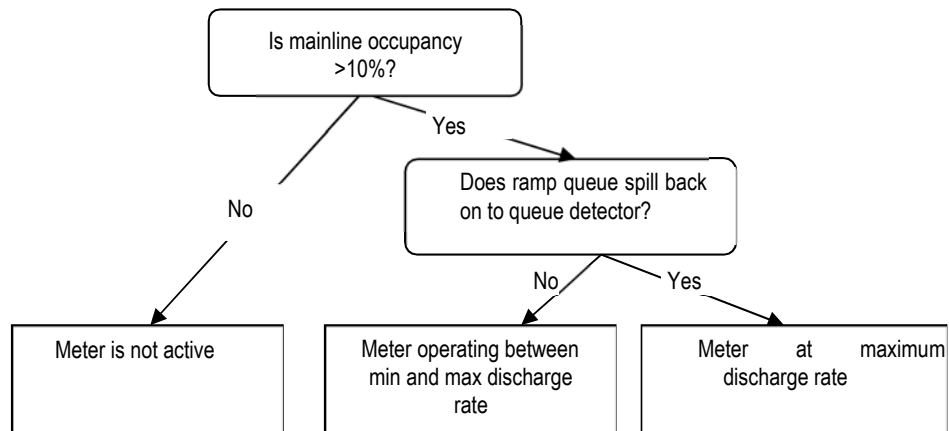 Is mainline occupancy
>10%?
Yes
Does ramp queue spill back
on to queue detector?
No
No
Yes
Meter is not active
Meter operating between
min and max discharge
rate
Meter at maximum
discharge rate